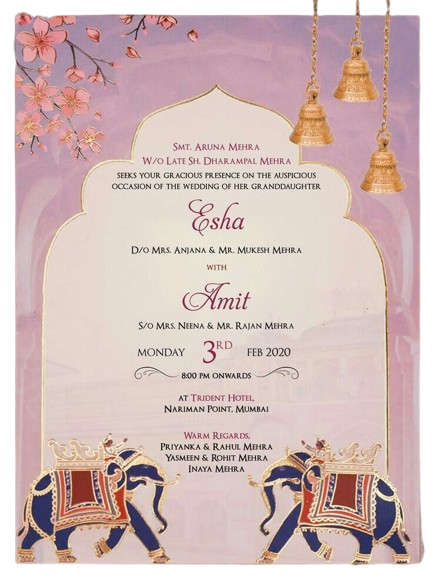 Smt. Aruna Mehra
W/o Late Sh. Dharampal Mehra
seeks your gracious presence on the auspicious
occasion of the wedding of her granddaughter
Esha
D/o Mrs. Anjana & Mr. Mukesh Mehra
with
Amit
S/o Mrs. Neena & Mr. Rajan Mehra
Monday 3rd Feb 2020
8:00 pm onwards
at Trident Hotel,
Nariman Point, Mumbai
Warm Regards,
Priyanka & Rahul Mehra
Yasmeen & Rohit Mehra
Inaya Mehra